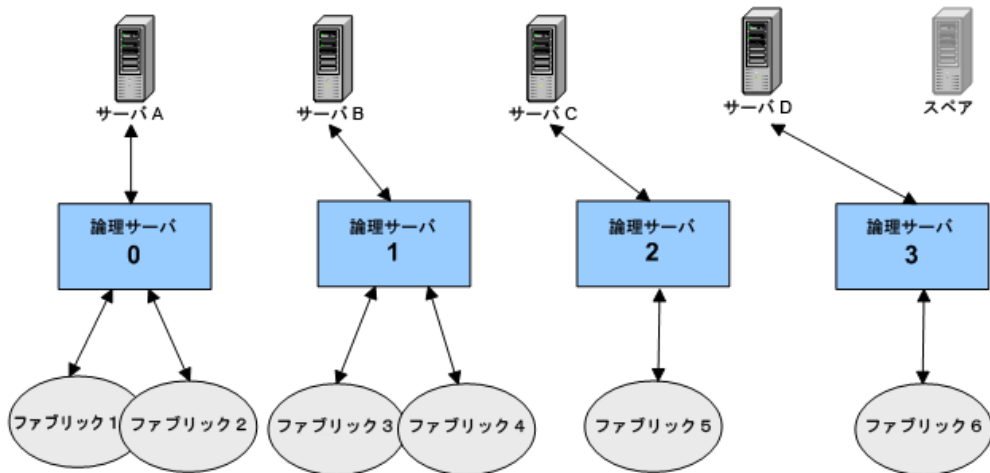 サーバ A
サーバ B
サーバ C
サーバ D
スペア
論理サーバ
0
論理サーバ
1
論理サーバ
2
論理サーバ
3
ファブリック 1
ファブリック 2
ファブリック 3
ファブリック 4
ファブリック 5
ファブリック 6